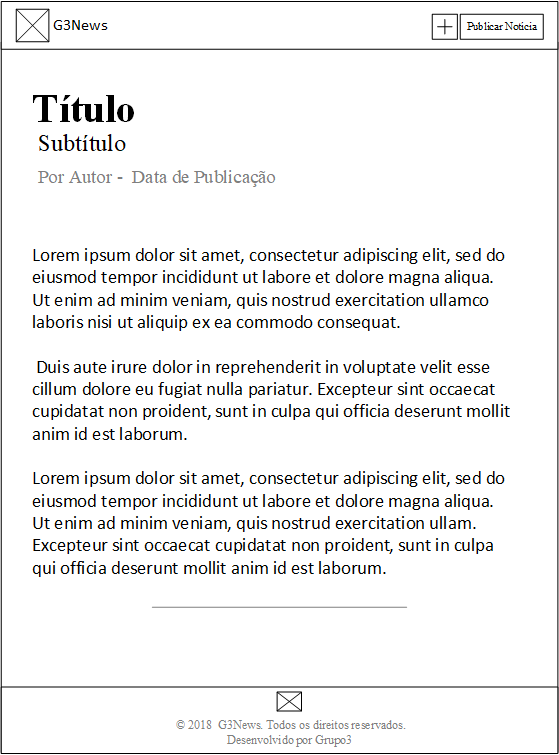 G3News
Publicar Noticia
Título
Subtítulo
Por Autor - Data de Publicação
Lorem ipsum dolor sit amet, consectetur adipiscing elit, sed do
eiusmod tempor incididunt ut labore et dolore magna aliqua.
Ut enim ad minim veniam, quis nostrud exercitation ullamco
laboris nisi ut aliquip ex ea commodo consequat.
Duis aute irure dolor in reprehenderit in voluptate velit esse
cillum dolore eu fugiat nulla pariatur. Excepteur sint occaecat
cupidatat non proident, sunt in culpa qui officia deserunt mollit
anim id est laborum.
Lorem ipsum dolor sit amet, consectetur adipiscing elit, sed do
eiusmod tempor incididunt ut labore et dolore magna aliqua.
Ut enim ad minim veniam, quis nostrud exercitation ullam.
Excepteur sint occaecat cupidatat non proident, sunt in culpa
qui officia deserunt mollit anim id est laborum.
© 2018 G3News. Todos os direitos reservados.
Desenvolvido por Grupo3